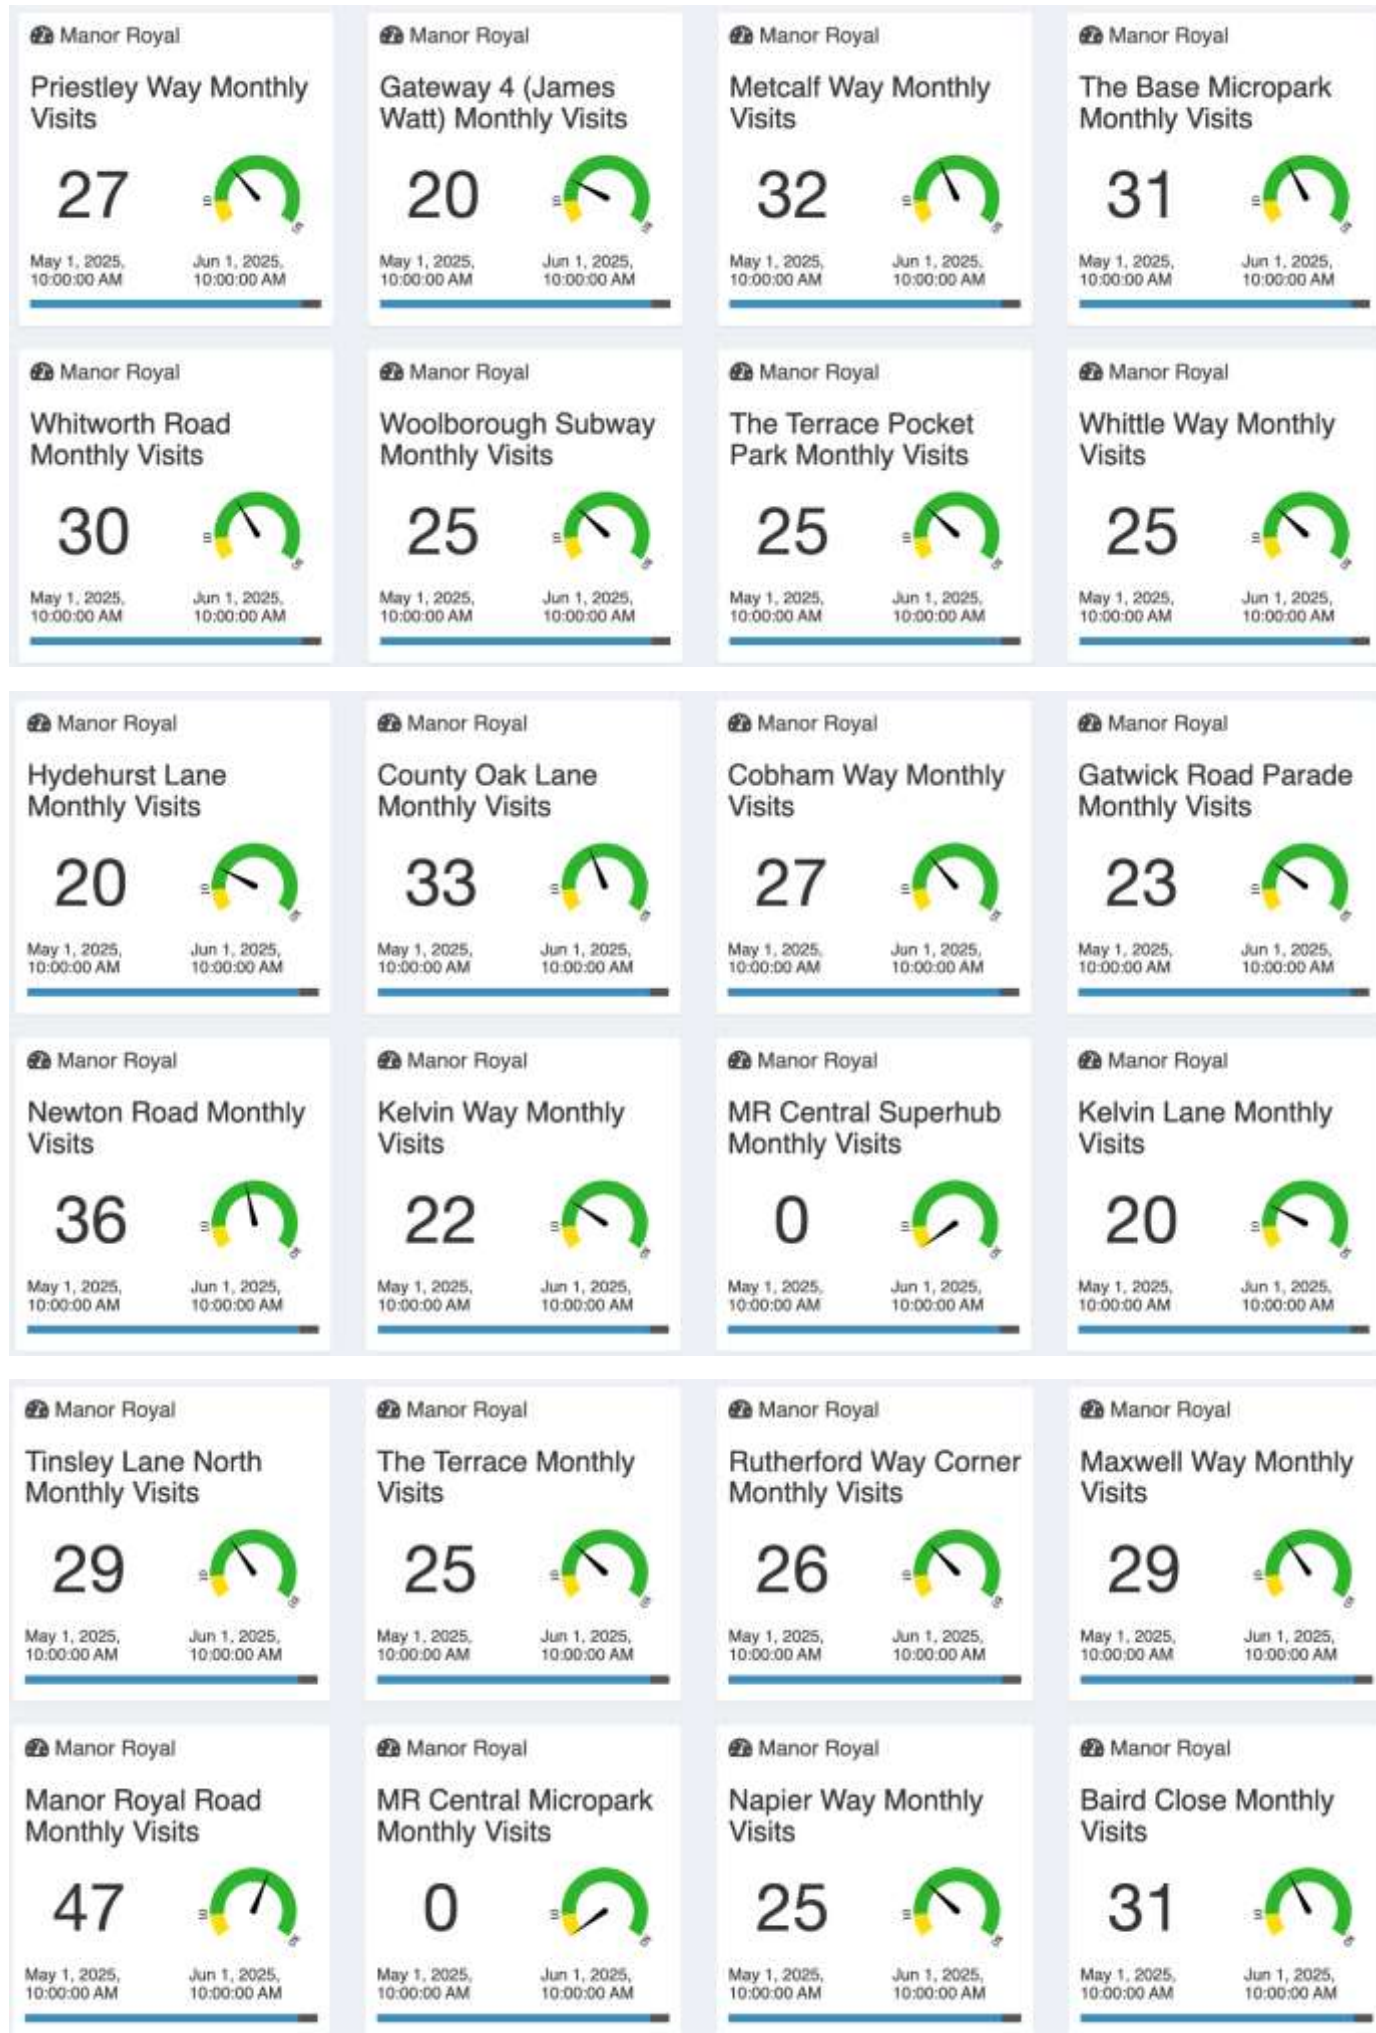 Manor Royal
Priestley Way Monthly
Visits
27
10
May 1, 2025,
10:00:00 AM
Jun 1, 2025,
10:00:00 AM
Manor Royal
Gateway 4 (James
Watt) Monthly Visits
20
10
May 1, 2025,
10:00:00 AM
Jun 1, 2025,
10:00:00 AM
Manor Royal
Metcalf Way Monthly
Visits
32
10
May 1, 2025,
10:00:00 AM
Jun 1, 2025,
10:00:00 AM
Manor Royal
The Base Micropark
Monthly Visits
31
10
May 1, 2025,
10:00:00 AM
Jun 1, 2025,
10:00:00 AM
Manor Royal
Whitworth Road
Monthly Visits
30
10
May 1, 2025,
10:00:00 AM
Jun 1, 2025,
10:00:00 AM
Manor Royal
Woolborough Subway
Monthly Visits
25
10
May 1, 2025,
10:00:00 AM
Jun 1, 2025,
10:00:00 AM
Manor Royal
The Terrace Pocket
Park Monthly Visits
25
10
May 1, 2025,
10:00:00 AM
Jun 1, 2025,
10:00:00 AM
Manor Royal
Whittle Way Monthly
Visits
25
10
May 1, 2025,
10:00:00 AM
Jun 1, 2025,
10:00:00 AM
Manor Royal
Hydehurst Lane
Monthly Visits
20
10
May 1, 2025,
10:00:00 AM
Jun 1, 2025,
10:00:00 AM
Manor Royal
County Oak Lane
Monthly Visits
33
10
May 1, 2025,
10:00:00 AM
Jun 1, 2025,
10:00:00 AM
Manor Royal
Cobham Way Monthly
Visits
27
10
May 1, 2025,
10:00:00 AM
Jun 1, 2025,
10:00:00 AM
Manor Royal
Gatwick Road Parade
Monthly Visits
23
10
May 1, 2025,
10:00:00 AM
Jun 1, 2025,
10:00:00 AM
Manor Royal
Newton Road Monthly
Visits
36
10
May 1, 2025,
10:00:00 AM
Jun 1, 2025,
10:00:00 AM
Manor Royal
Kelvin Way Monthly
Visits
22
10
May 1, 2025,
10:00:00 AM
Jun 1, 2025,
10:00:00 AM
Manor Royal
MR Central Superhub
Monthly Visits
0
10
May 1, 2025,
10:00:00 AM
Jun 1, 2025,
10:00:00 AM
Manor Royal
Kelvin Lane Monthly
Visits
20
10
May 1, 2025,
10:00:00 AM
Jun 1, 2025,
10:00:00 AM
Manor Royal
Tinsley Lane North
Monthly Visits
29
10
May 1, 2025,
10:00:00 AM
Jun 1, 2025,
10:00:00 AM
Manor Royal
The Terrace Monthly
Visits
25
10
May 1, 2025,
10:00:00 AM
Jun 1, 2025,
10:00:00 AM
Manor Royal
Rutherford Way Corner
Monthly Visits
26
10
May 1, 2025,
10:00:00 AM
Jun 1, 2025,
10:00:00 AM
Manor Royal
Maxwell Way Monthly
Visits
29
10
May 1, 2025,
10:00:00 AM
Jun 1, 2025,
10:00:00 AM
Manor Royal
Manor Royal Road
Monthly Visits
47
10
May 1, 2025,
10:00:00 AM
Jun 1, 2025,
10:00:00 AM
Manor Royal
MR Central Micropark
Monthly Visits
0
10
May 1, 2025,
10:00:00 AM
Jun 1, 2025,
10:00:00 AM
Manor Royal
Napier Way Monthly
Visits
25
10
May 1, 2025,
10:00:00 AM
Jun 1, 2025,
10:00:00 AM
Manor Royal
Baird Close Monthly
Visits
31
10
May 1, 2025,
10:00:00 AM
Jun 1, 2025,
10:00:00 AM